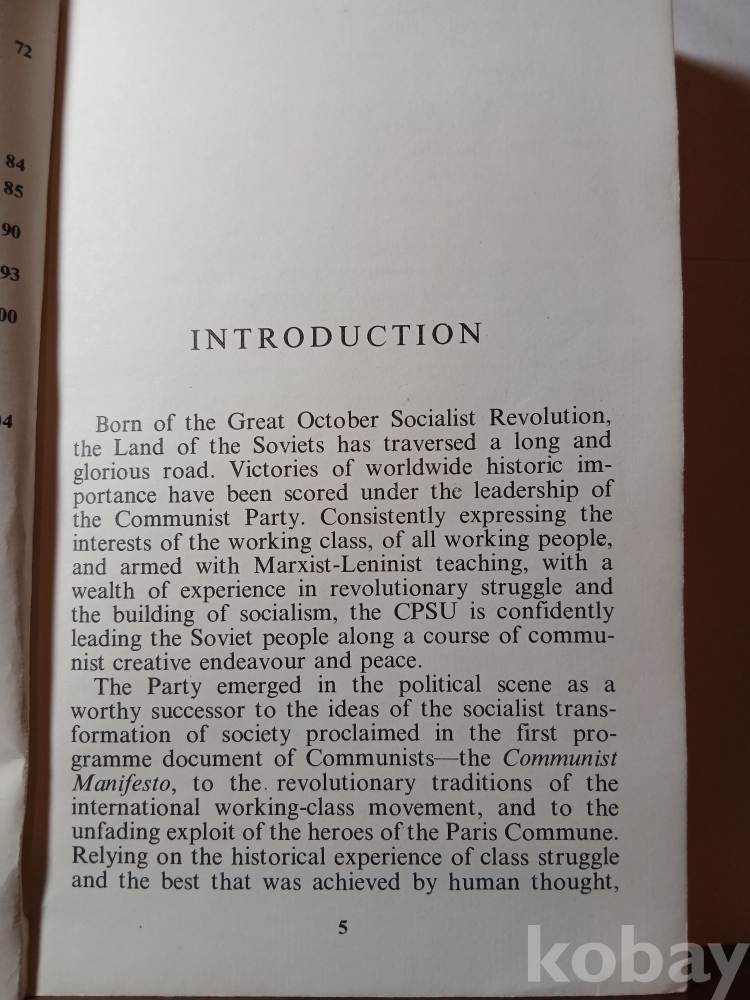 72
84
85
90
93
00
04
INTRODUCTION
Born of the Great October Socialist Revolution,
the Land of the Soviets has traversed a long and
glorious road. Victories of worldwide historic im-
portance have been scored under the leadership of
the Communist Party. Consistently expressing the
interests of the working class, of all working people,
and armed with Marxist-Leninist teaching, with a
wealth of experience in revolutionary struggle and
the building of socialism, the CPSU is confidently
leading the Soviet people along a course of commu-
nist creative endeavour and peace.
The Party emerged in the political scene as a
worthy successor to the ideas of the socialist trans-
formation of society proclaimed in the first pro-
gramme document of Communists—the Communist
Manifesto, to the revolutionary traditions of the
international working-class movement, and to the
unfading exploit of the heroes of the Paris Commune.
Relying on the historical experience of class struggle
and the best that was achieved by human thought,
5
kobay